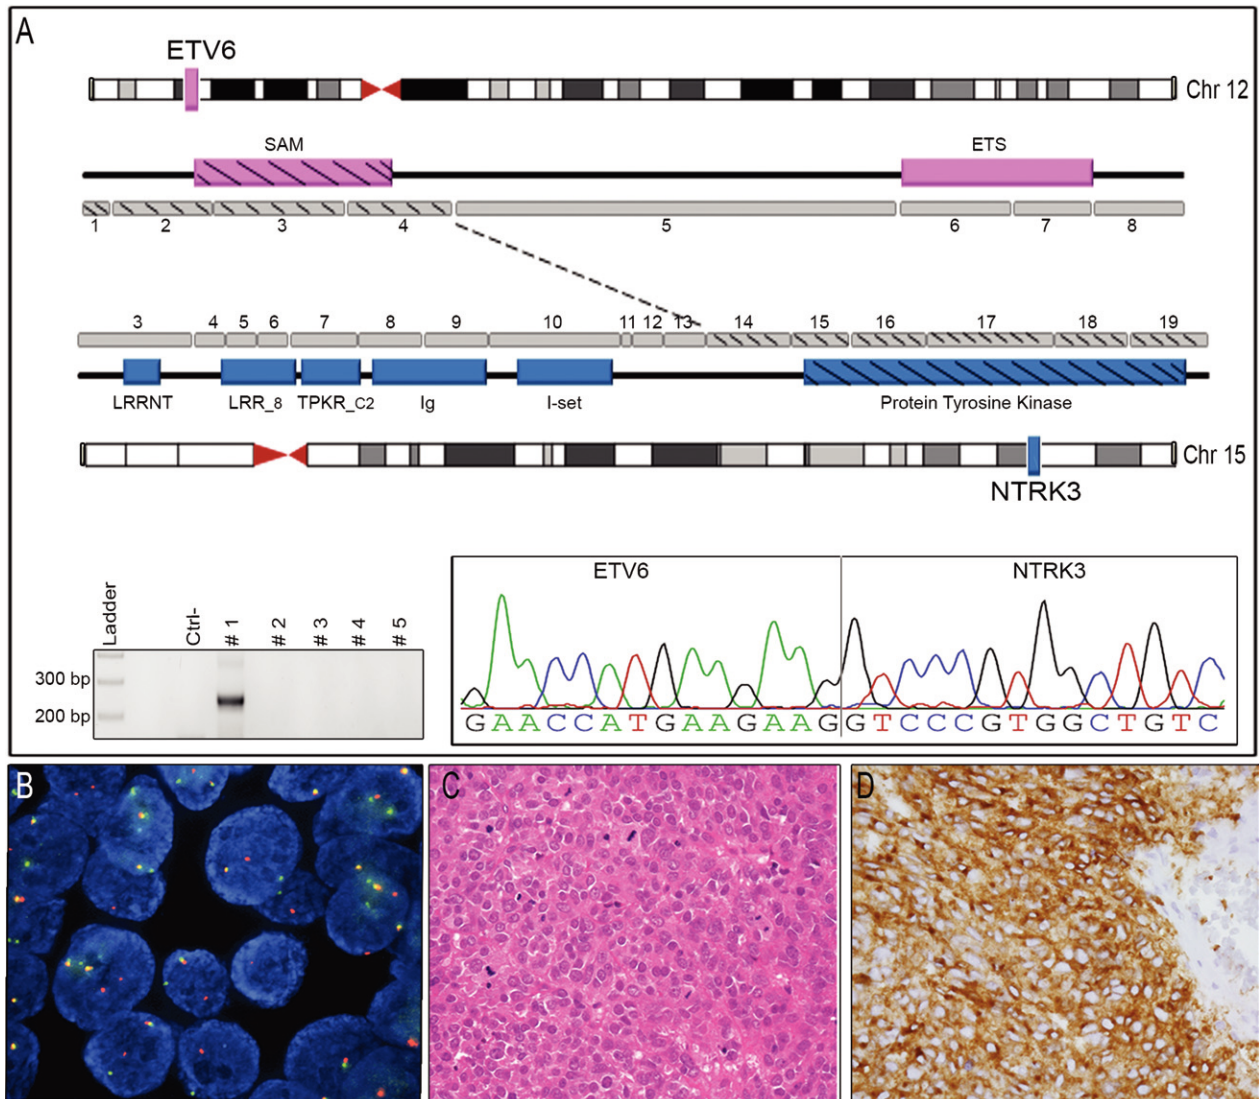 A
ETV6
Chr 12
SAM
ETS
1 2 3 4 5 6 7 8
3 4 5 6 7 8 9 10 11 12 13 14 15 16 17 18 19
LRRNT LRR_8 TPKR_C2 Ig I-set Protein Tyrosine Kinase
Chr 15
NTRK3
Ladder
Ctrl-
# 1
# 2
# 3
# 4
# 5
300 bp
200 bp
ETV6
NTRK3
GAACCATGAAGAAGGTCCCGTGGCTGTC
B
C
D